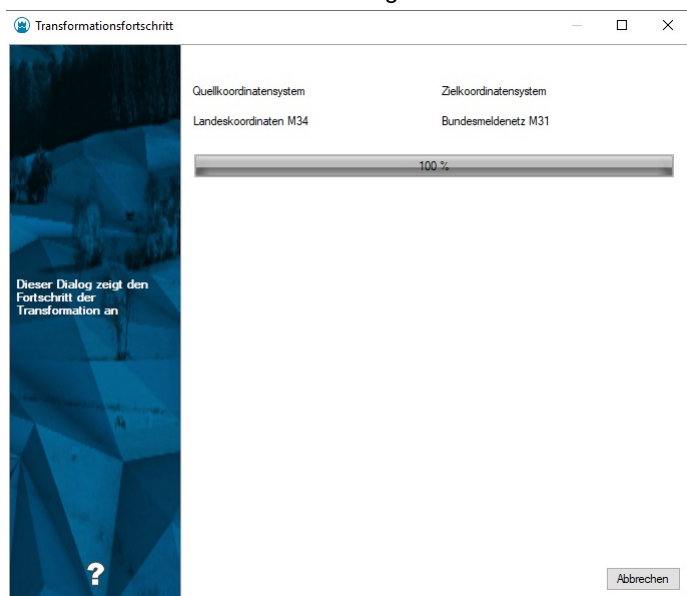 Transformationsfortschritt
Quellkoordinatensystem
Zielkoordinatensystem
Landeskoordinaten M34
Bundesmeldenetz M31
100 %
Dieser Dialog zeigt den
Fortschritt der
Transformation an
?
Abbrechen